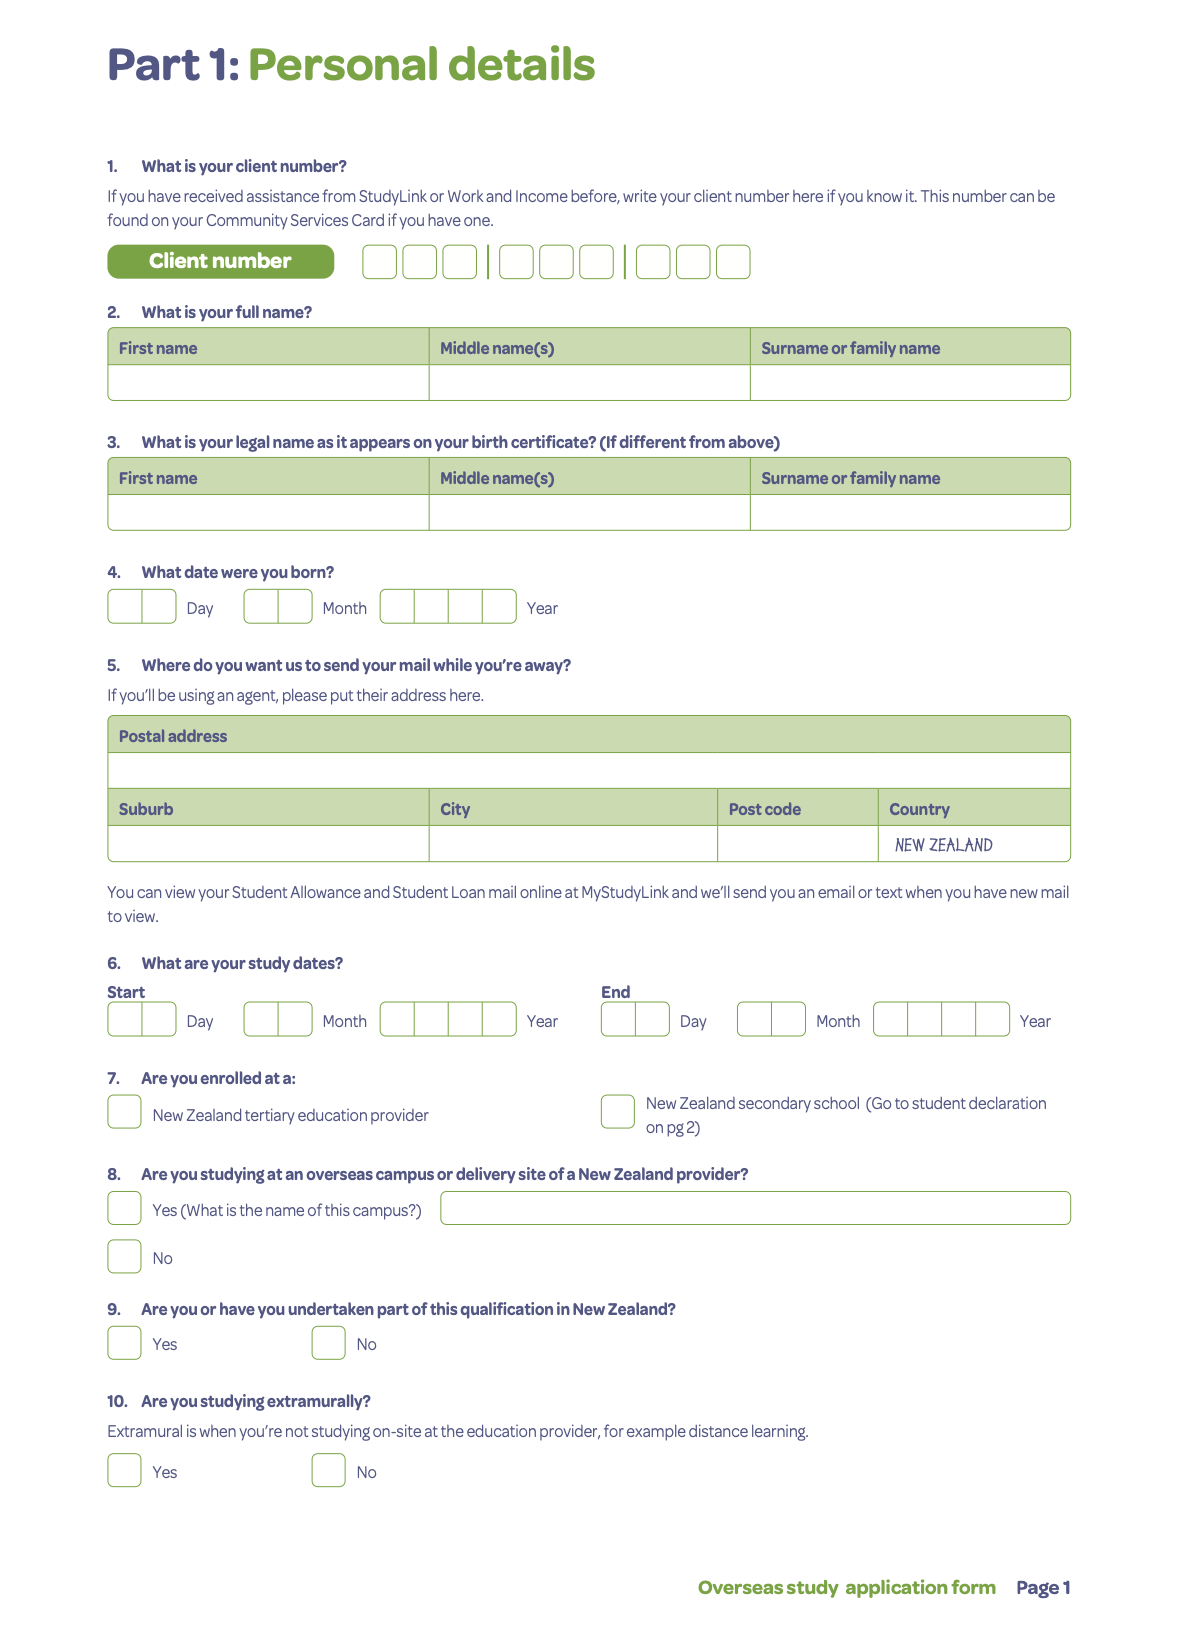 Part 1: Personal details
1. What is your client number?
If you have received assistance from StudyLink or Work and Income before, write your client number here if you know it. This number can be
found on your Community Services Card if you have one.
Client number
2. What is your full name?
First name Middle name(s) Surname or family name
3. What is your legal name as it appears on your birth certificate? (If different from above)
First name Middle name(s) Surname or family name
4. What date were you born?
Day Month Year
5. Where do you want us to send your mail while you’re away?
If you’ll be using an agent, please put their address here.
Postal address
Suburb City Post code Country
NEW ZEALAND
You can view your Student Allowance and Student Loan mail online at MyStudyLink and we’ll send you an email or text when you have new mail
to view.
6. What are your study dates?
Start End
Day Month Year Day Month Year
7. Are you enrolled at a:
New Zealand tertiary education provider New Zealand secondary school (Go to student declaration
on pg 2)
8. Are you studying at an overseas campus or delivery site of a New Zealand provider?
Yes (What is the name of this campus?)
No
9. Are you or have you undertaken part of this qualification in New Zealand?
Yes No
10. Are you studying extramurally?
Extramural is when you’re not studying on-site at the education provider, for example distance learning.
Yes No
Overseas study application form Page 1